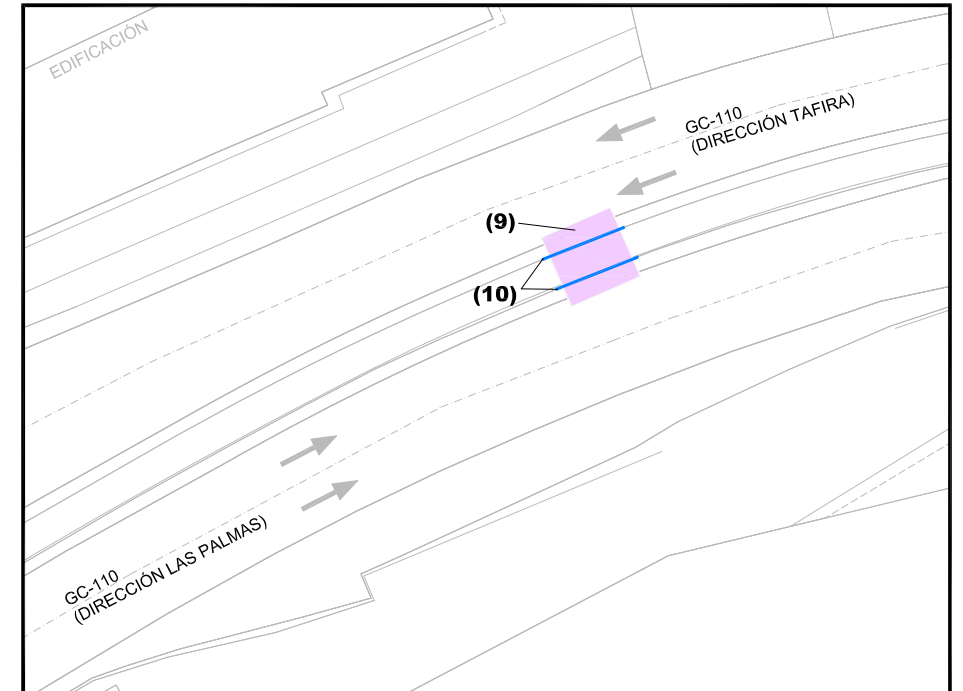 EDIFICACIÓN
GC-110
(DIRECCIÓN TAFIRA)
(9)
(10)
GC-110
(DIRECCIÓN LAS PALMAS)